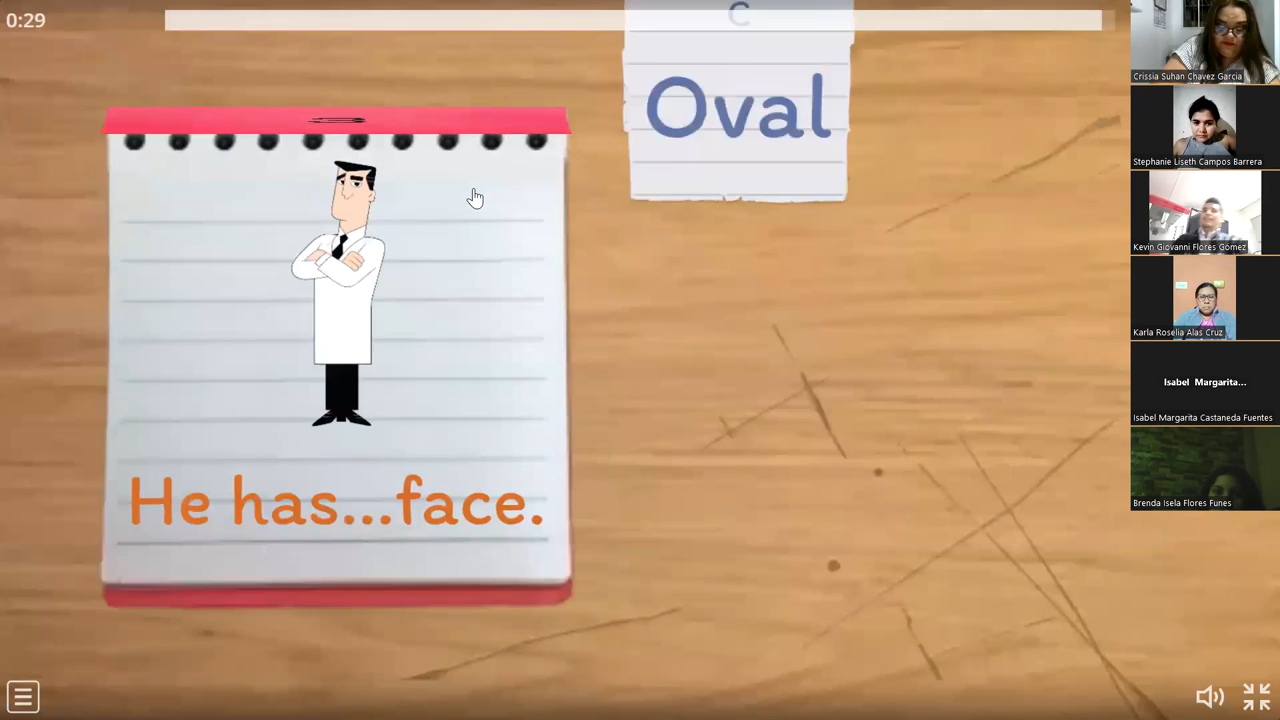 0:29
C
Oval
He has...face.
Crissia Suhan Chavez Garcia
Stephanie Liseth Campos Barrera
Kevin Giovanni Flores Gomez
Karla Roselia Alas Cruz
Isabel Margarita...
Isabel Margarita Castaneda Fuentes
Brenda Isela Flores Funes